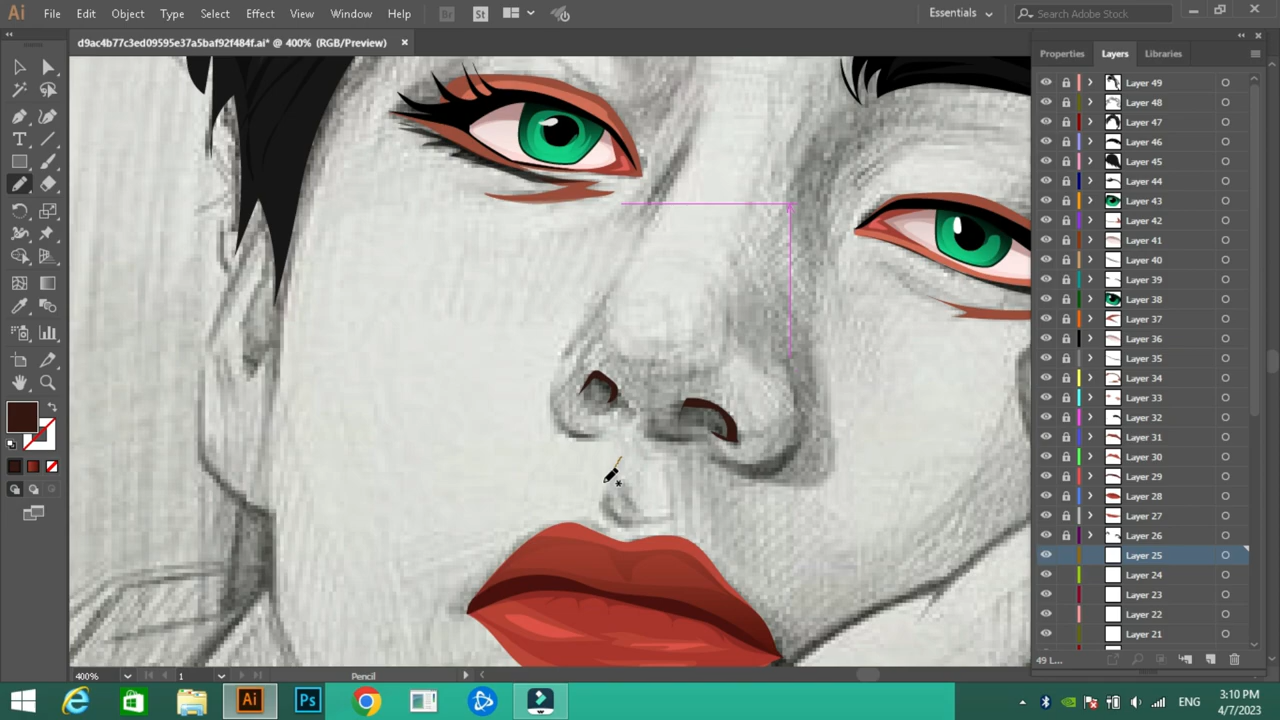 Ai File Edit Object Type Select Effect View Window Help Br St Essentials Search Adobe Stock
d9ac4b77c3ed09595e37a5baf92f484f.ai* @ 400% (RGB/Preview) ×
Properties Layers Libraries
Layer 49
Layer 48
Layer 47
Layer 46
Layer 45
Layer 44
Layer 43
Layer 42
Layer 41
Layer 40
Layer 39
Layer 38
Layer 37
Layer 36
Layer 35
Layer 34
Layer 33
Layer 32
Layer 31
Layer 30
Layer 29
Layer 28
Layer 27
Layer 26
Layer 25
Layer 24
Layer 23
Layer 22
Layer 21
49 L...
400% 1 Pencil
Ai Ps ENG
3:10 PM
4/7/2023